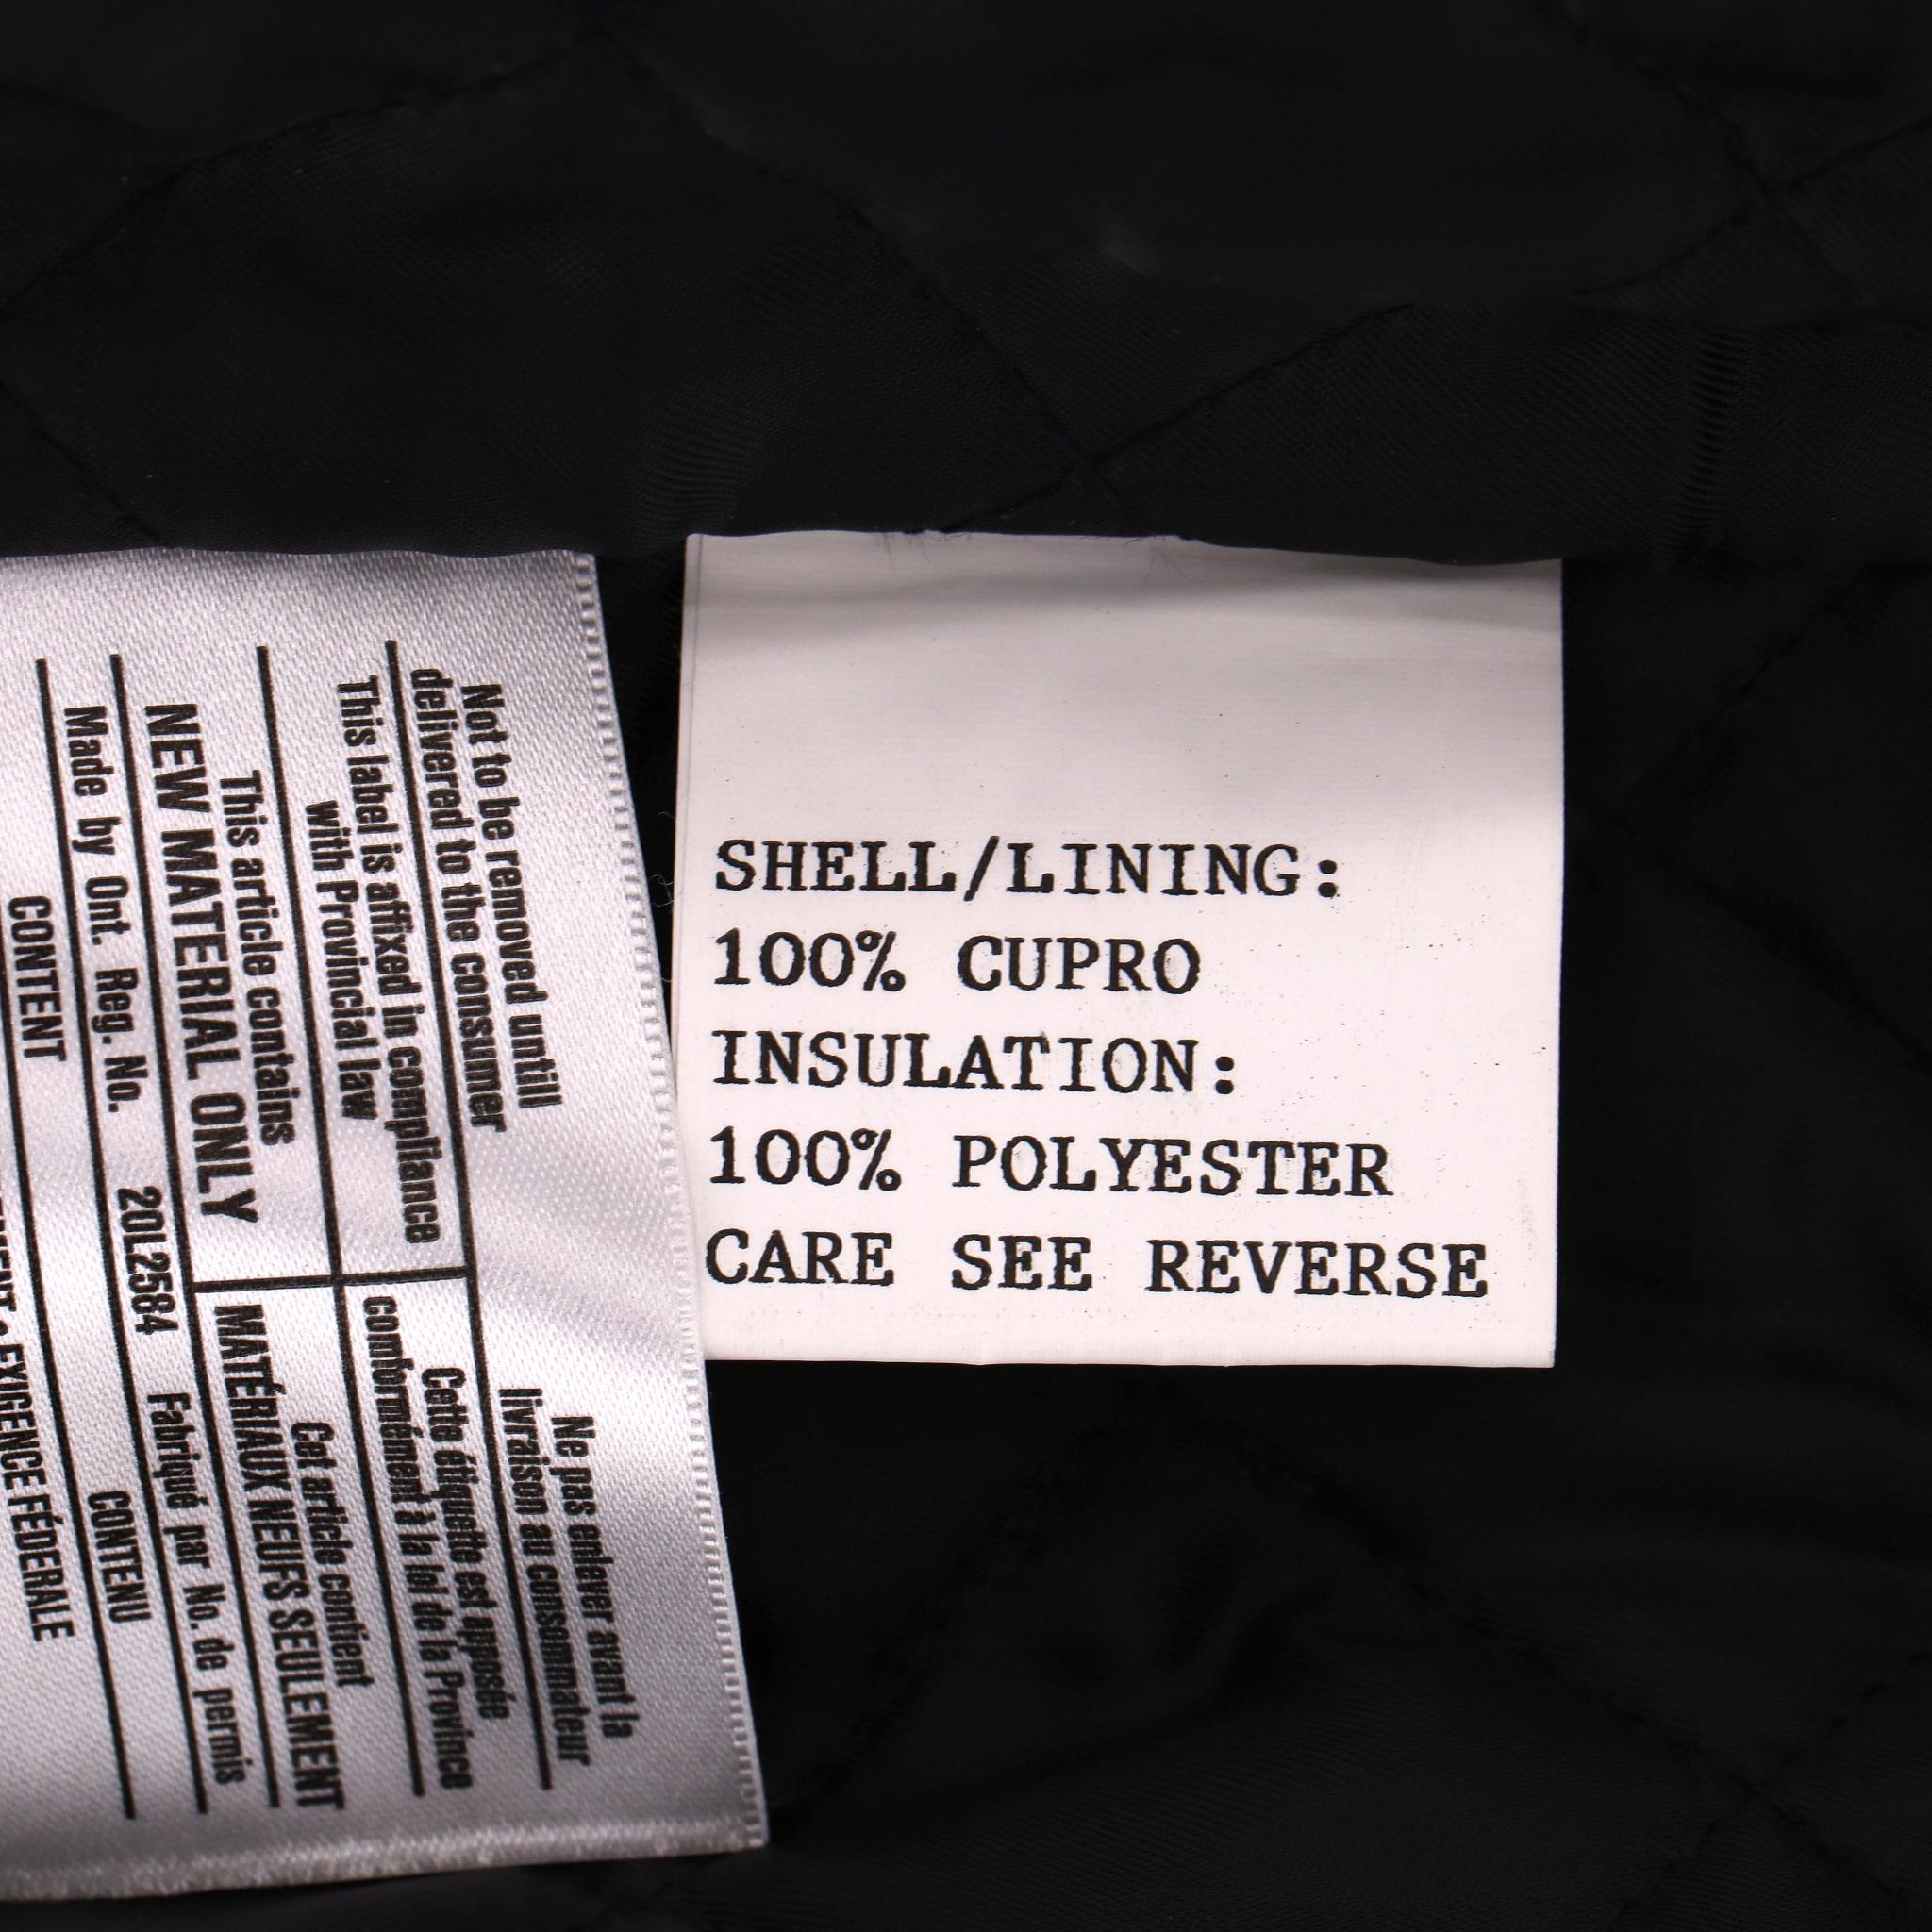 Not to be removed until
delivered to the consumer
This label is affixed in compliance
with Provincial law
This article contains
NEW MATERIAL ONLY
Made by Ont. Reg. No. 20L2584
CONTENT
Ne pas enlever avant la
livraison au consommateur
Cette étiquette est apposée
conformément à la loi de la Province
Cet article contient
MATÉRIAUX NEUFS SEULEMENT
Fabriqué par No. de permis
CONTENU
EXIGENCE FÉDERALE
SHELL/LINING:
100% CUPRO
INSULATION:
100% POLYESTER
CARE SEE REVERSE